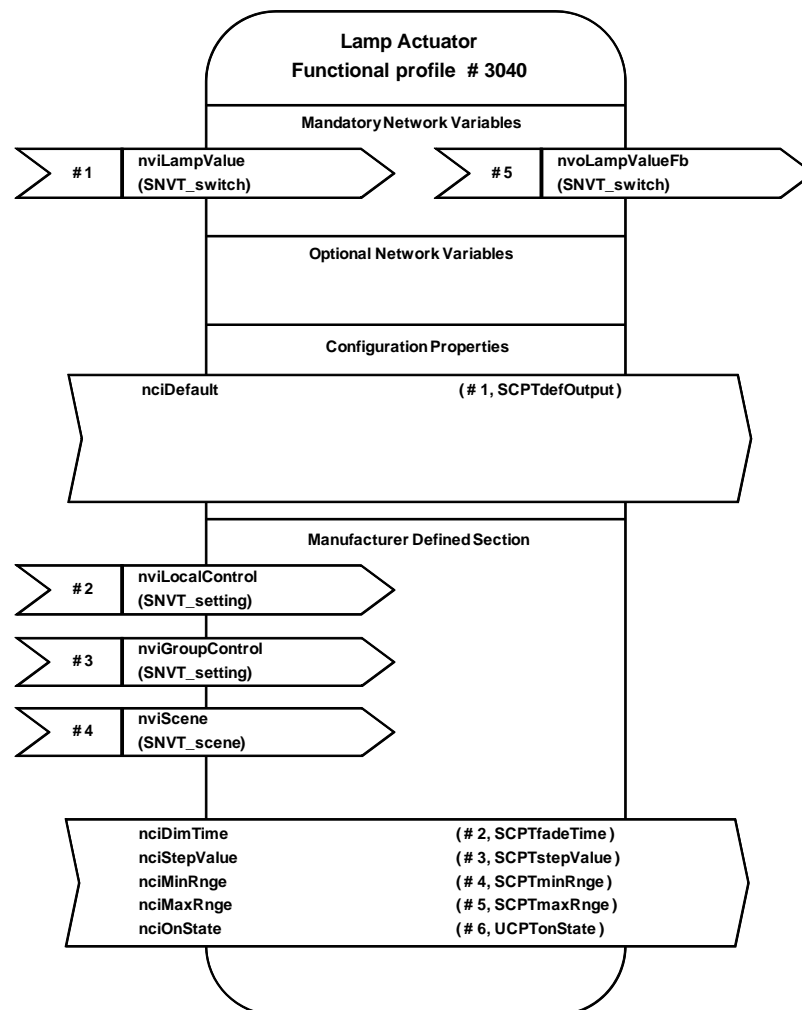 Lamp Actuator
Functional profile # 3040
Mandatory Network Variables
# 1
nviLampValue
(SNVT_switch)
# 5
nvoLampValueFb
(SNVT_switch)
Optional Network Variables
Configuration Properties
nciDefault (# 1, SCPTdefOutput)
Manufacturer Defined Section
# 2
nviLocalControl
(SNVT_setting)
# 3
nviGroupControl
(SNVT_setting)
# 4
nviScene
(SNVT_scene)
nciDimTime (# 2, SCPTfadeTime)
nciStepValue (# 3, SCPTstepValue)
nciMinRnge (# 4, SCPTminRnge)
nciMaxRnge (# 5, SCPTmaxRnge)
nciOnState (# 6, UCPTonState)